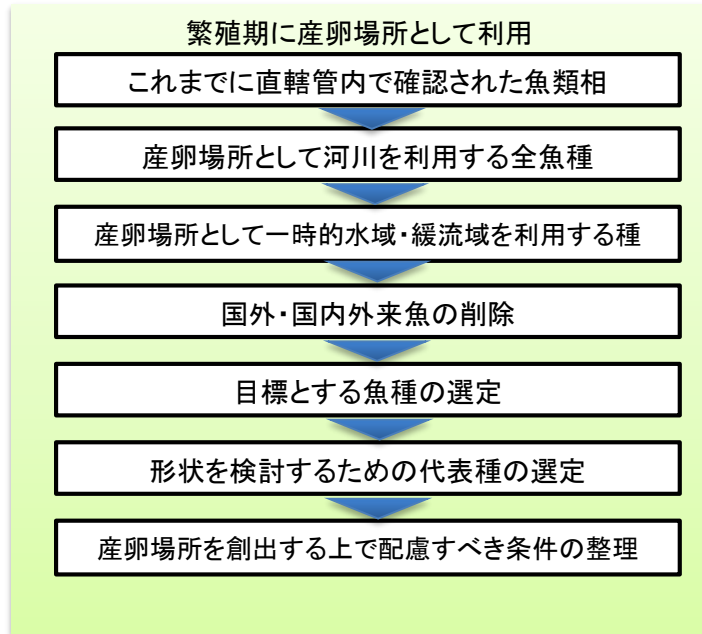 繁殖期に産卵場所として利用
これまでに直轄管内で確認された魚類相
産卵場所として河川を利用する全魚種
産卵場所として一時的水域・緩流域を利用する種
国外・国内外来魚の削除
目標とする魚種の選定
形状を検討するための代表種の選定
産卵場所を創出する上で配慮すべき条件の整理